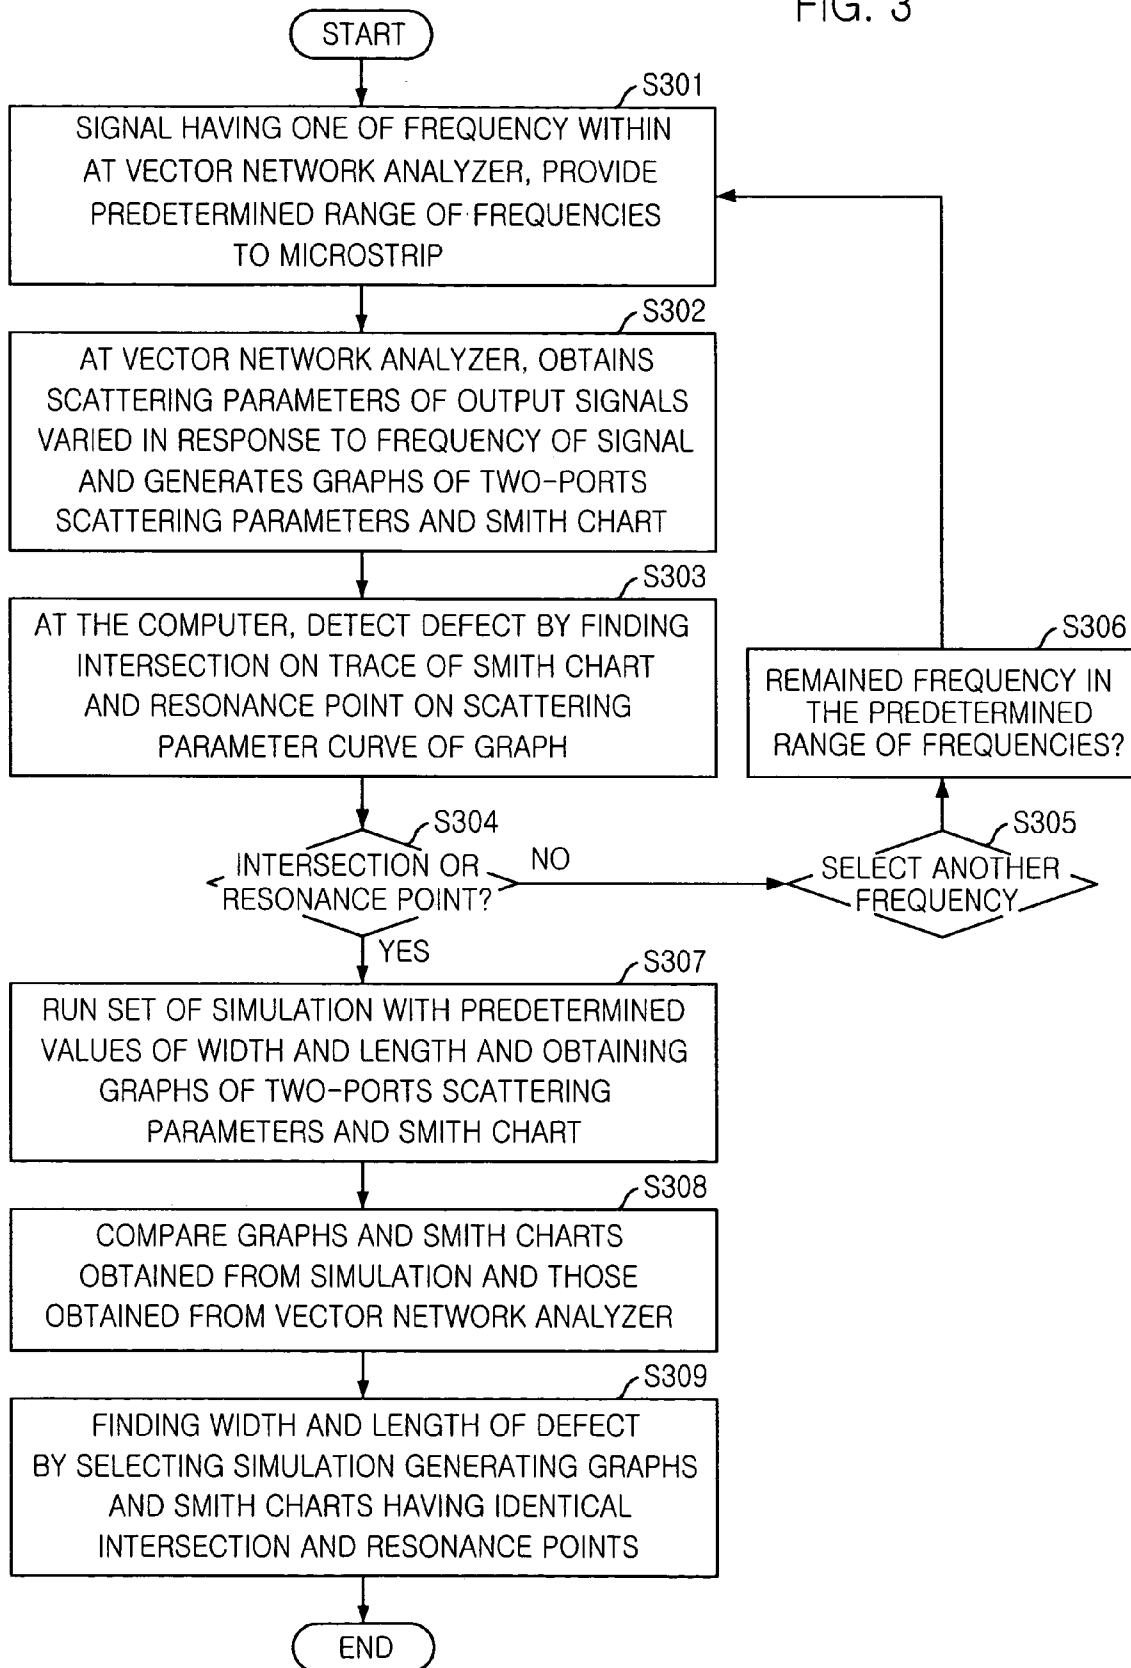 FIG. 3
START
S301
SIGNAL HAVING ONE OF FREQUENCY WITHIN
AT VECTOR NETWORK ANALYZER, PROVIDE
PREDETERMINED RANGE OF FREQUENCIES
TO MICROSTRIP
S302
AT VECTOR NETWORK ANALYZER, OBTAINS
SCATTERING PARAMETERS OF OUTPUT SIGNALS
VARIED IN RESPONSE TO FREQUENCY OF SIGNAL
AND GENERATES GRAPHS OF TWO-PORTS
SCATTERING PARAMETERS AND SMITH CHART
S303
AT THE COMPUTER, DETECT DEFECT BY FINDING
INTERSECTION ON TRACE OF SMITH CHART
AND RESONANCE POINT ON SCATTERING
PARAMETER CURVE OF GRAPH
S306
REMAINED FREQUENCY IN
THE PREDETERMINED
RANGE OF FREQUENCIES?
S304
INTERSECTION OR
RESONANCE POINT?
NO
S305
SELECT ANOTHER
FREQUENCY
YES
S307
RUN SET OF SIMULATION WITH PREDETERMINED
VALUES OF WIDTH AND LENGTH AND OBTAINING
GRAPHS OF TWO-PORTS SCATTERING
PARAMETERS AND SMITH CHART
S308
COMPARE GRAPHS AND SMITH CHARTS
OBTAINED FROM SIMULATION AND THOSE
OBTAINED FROM VECTOR NETWORK ANALYZER
S309
FINDING WIDTH AND LENGTH OF DEFECT
BY SELECTING SIMULATION GENERATING GRAPHS
AND SMITH CHARTS HAVING IDENTICAL
INTERSECTION AND RESONANCE POINTS
END